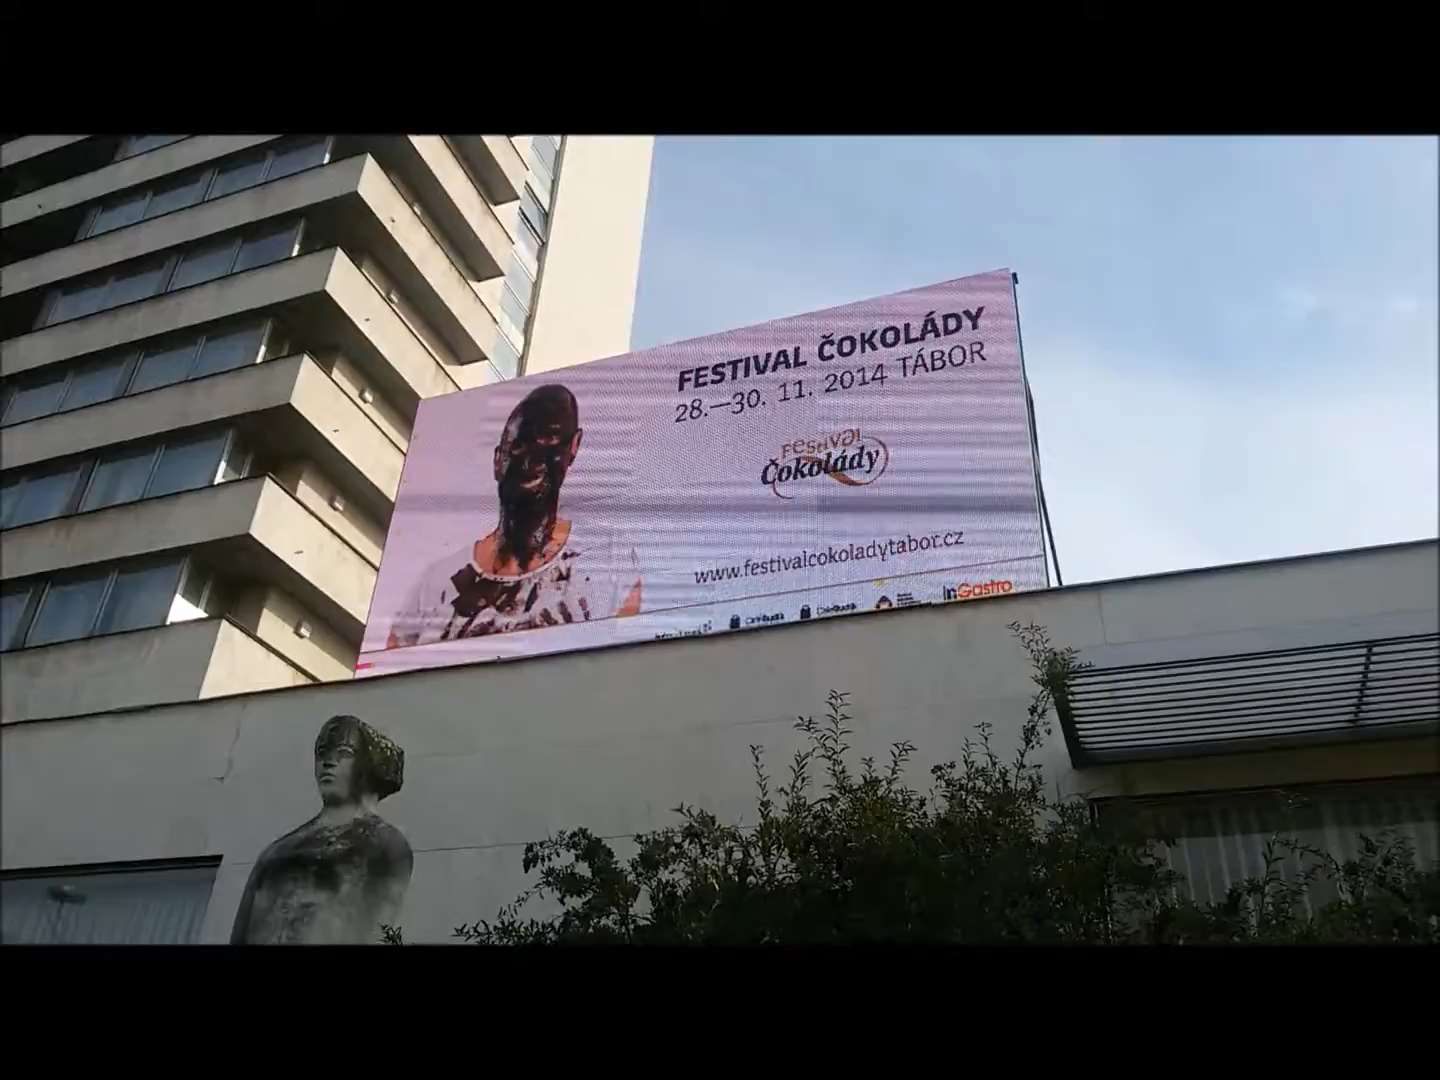 FESTIVAL ČOKOLÁDY
28.—30. 11. 2014 TÁBOR
FESTIVAL
Čokolády
www.festivalcokoladytabor.cz
InGastro